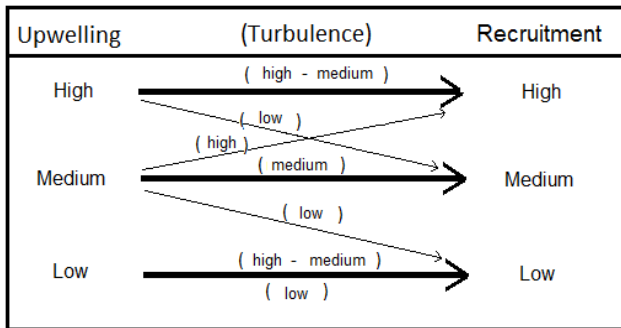 Upwelling (Turbulence) Recruitment
( high - medium )
High High
( low )
( high )
( medium )
Medium Medium
( low )
( high - medium )
Low Low
( low )